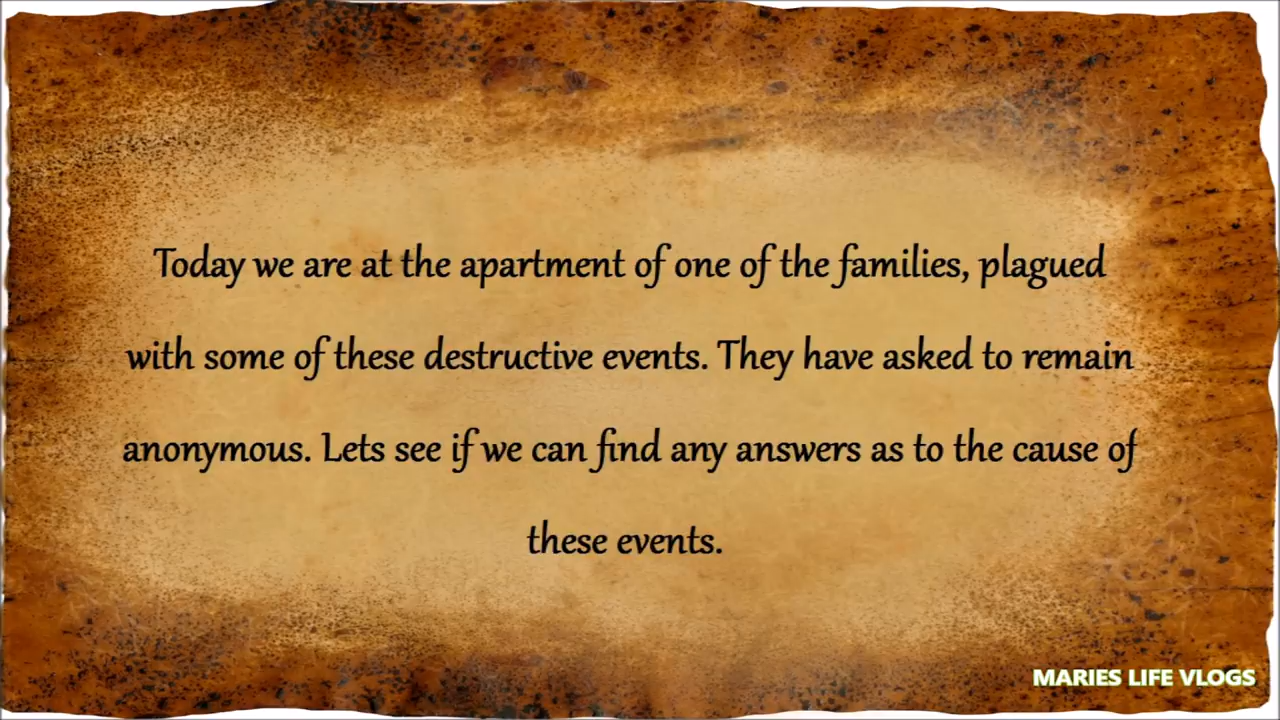 Today we are at the apartment of one of the families, plagued
with some of these destructive events. They have asked to remain
anonymous. Lets see if we can find any answers as to the cause of
these events.
MARIES LIFE VLOGS